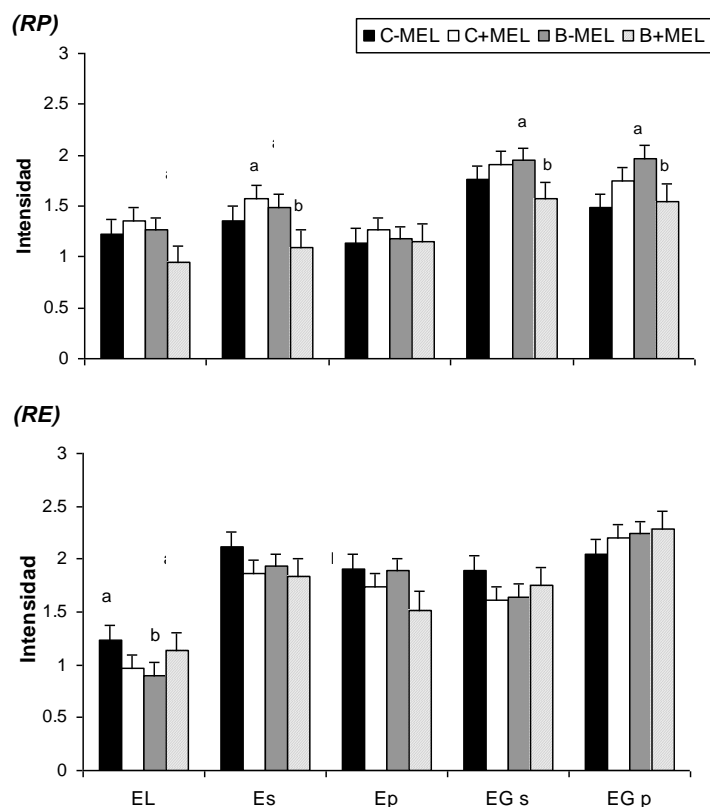 (RP)
C-MEL C+MEL B-MEL B+MEL
3
2.5
2
1.5
1
0.5
0
Intensidad
a
b
a
b
a
b
(RE)
3
2.5
2
1.5
1
0.5
0
Intensidad
a
b
EL Es Ep EG s EG p